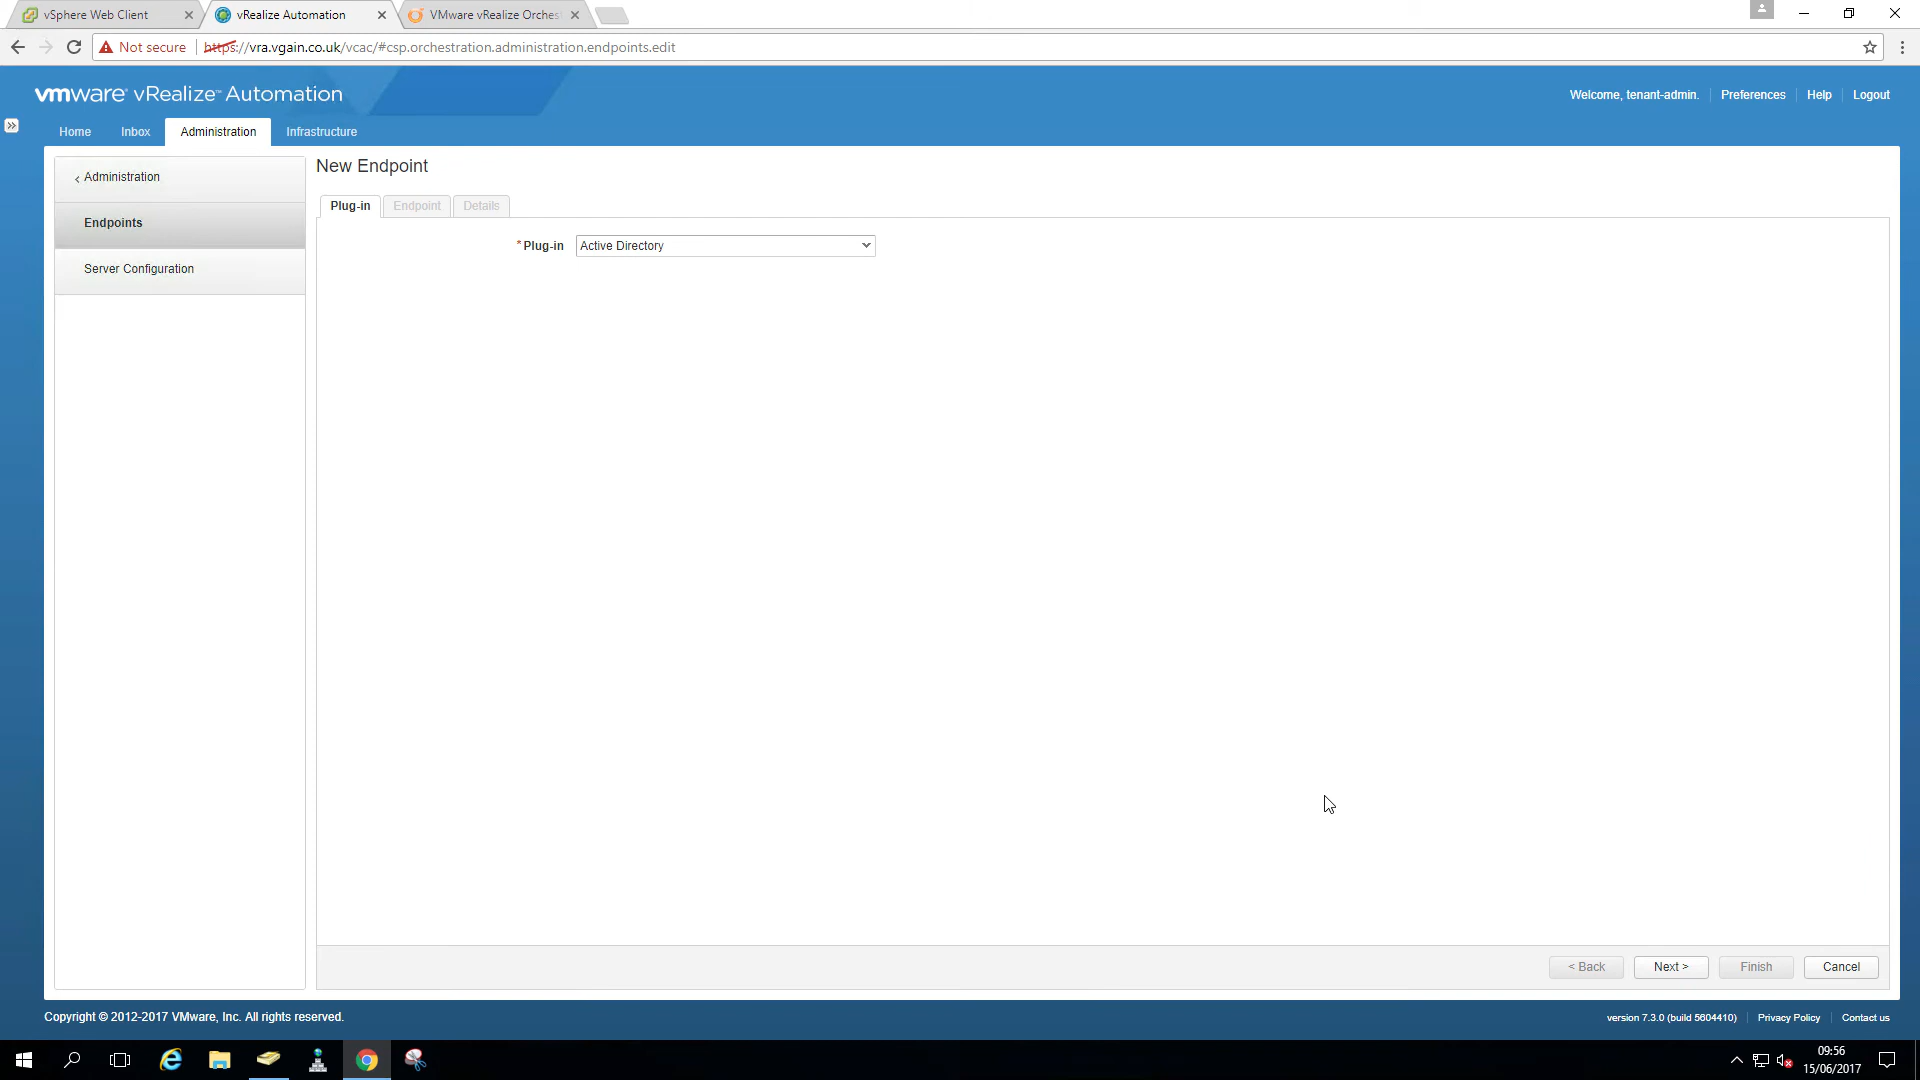 vSphere Web Client
vRealize Automation
VMware vRealize Orches
Not secure
https://vra.vgain.co.uk/vcac/#csp.orchestration.administration.endpoints.edit
vmware® vRealize™ Automation
Welcome, tenant-admin.
Preferences
Help
Logout
Home
Inbox
Administration
Infrastructure
< Administration
Endpoints
Server Configuration
New Endpoint
Plug-in
Endpoint
Details
* Plug-in
Active Directory
< Back
Next >
Finish
Cancel
Copyright © 2012-2017 VMware, Inc. All rights reserved.
version 7.3.0 (build 5604410)
Privacy Policy
Contact us
09:56
15/06/2017